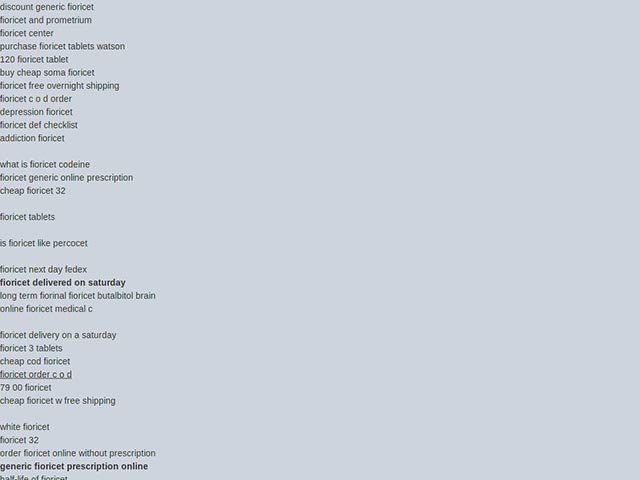 discount generic fioricet
fioricet and prometrium
fioricet center
purchase fioricet tablets watson
120 fioricet tablet
buy cheap soma fioricet
fioricet free overnight shipping
fioricet c o d order
depression fioricet
fioricet def checklist
addiction fioricet
what is fioricet codeine
fioricet generic online prescription
cheap fioricet 32
fioricet tablets
is fioricet like percocet
fioricet next day fedex
fioricet delivered on saturday
long term fiorinal fioricet butalbitol brain
online fioricet medical c
fioricet delivery on a saturday
fioricet 3 tablets
cheap cod fioricet
fioricet order c o d
79 00 fioricet
cheap fioricet w free shipping
white fioricet
fioricet 32
order fioricet online without prescription
generic fioricet prescription online
half-life of fioricet